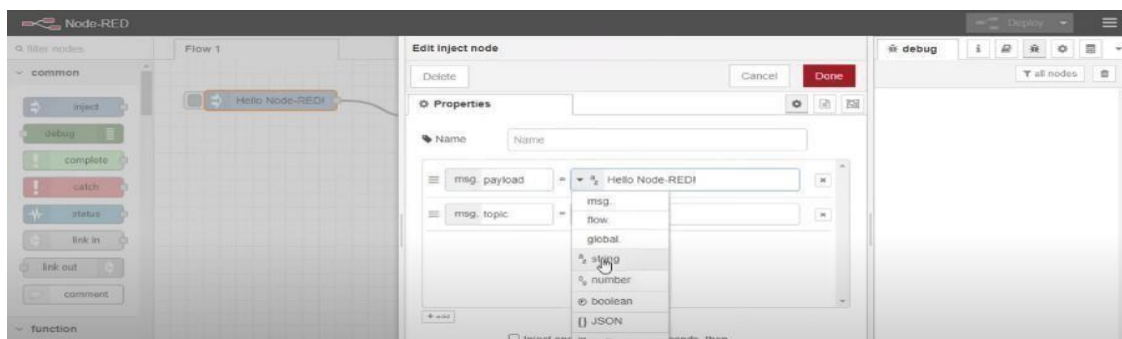 Node-RED
Deploy
filter nodes
Flow 1
Edit inject node
debug
all nodes
common
Delete
Cancel
Done
inject
Hello Node-RED!
Properties
debug
Name
Name
complete
msg. payload
=
Hello Node-RED!
catch
msg.
status
msg. topic
=
flow.
link in
global.
string
link out
number
comment
boolean
add
{} JSON
function